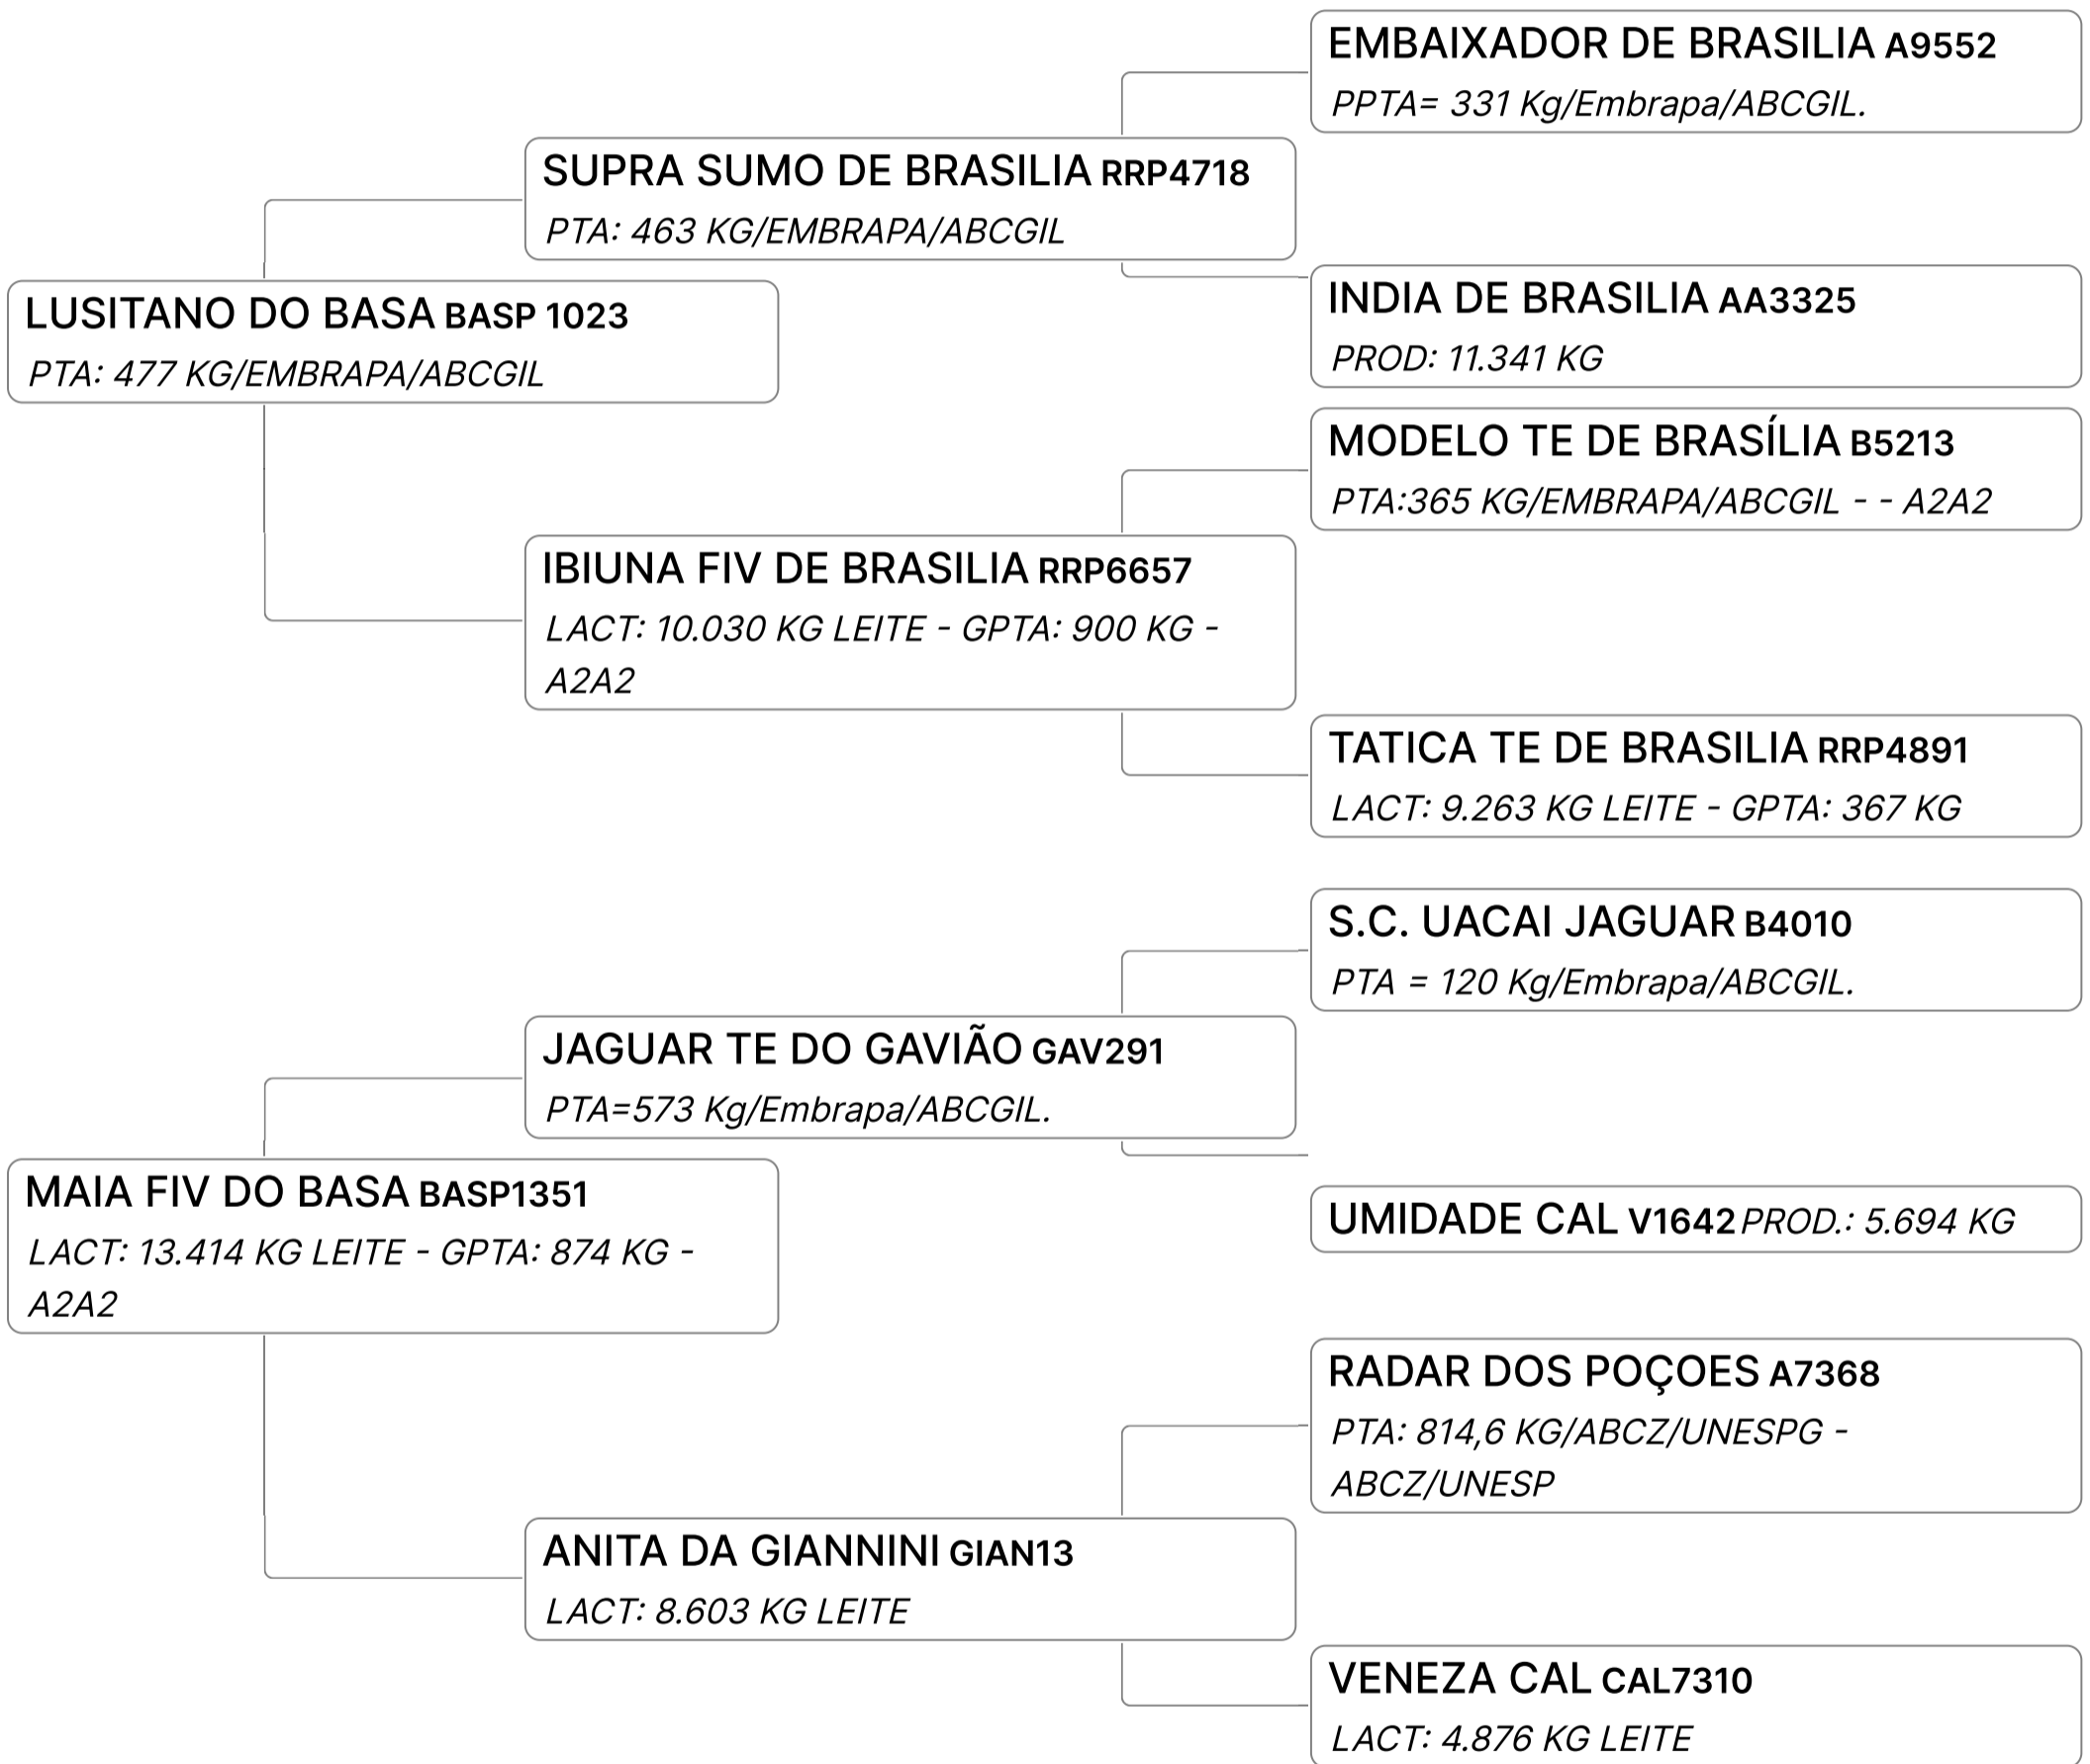 EMBAIXADOR DE BRASILIA A9552
PPTA= 331 Kg/Embrapa/ABCGIL.
SUPRA SUMO DE BRASILIA RRP4718
PTA: 463 KG/EMBRAPA/ABCGIL
INDIA DE BRASILIA AA3325
PROD: 11.341 KG
LUSITANO DO BASA BASP 1023
PTA: 477 KG/EMBRAPA/ABCGIL
MODELO TE DE BRASÍLIA B5213
PTA:365 KG/EMBRAPA/ABCGIL - - A2A2
IBIUNA FIV DE BRASILIA RRP6657
LACT: 10.030 KG LEITE - GPTA: 900 KG -
A2A2
TATICA TE DE BRASILIA RRP4891
LACT: 9.263 KG LEITE - GPTA: 367 KG
S.C. UACAI JAGUAR B4010
PTA = 120 Kg/Embrapa/ABCGIL.
JAGUAR TE DO GAVIÃO GAV291
PTA=573 Kg/Embrapa/ABCGIL.
UMIDADE CAL V1642 PROD.: 5.694 KG
MAIA FIV DO BASA BASP1351
LACT: 13.414 KG LEITE - GPTA: 874 KG -
A2A2
RADAR DOS POÇOES A7368
PTA: 814,6 KG/ABCZ/UNESPG -
ABCZ/UNESP
ANITA DA GIANNINI GIAN13
LACT: 8.603 KG LEITE
VENEZA CAL CAL7310
LACT: 4.876 KG LEITE